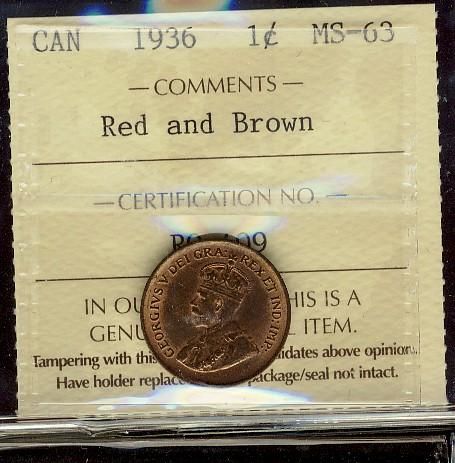 CAN 1936 1¢ MS-63
— COMMENTS —
Red and Brown
— CERTIFICATION NO. —
IN HIS IS A
ITEM.
Tampering with above opinion.
Have holder package/seal not intact.
GEORGIVS V DEI GRA: REX ET IND: IMP: